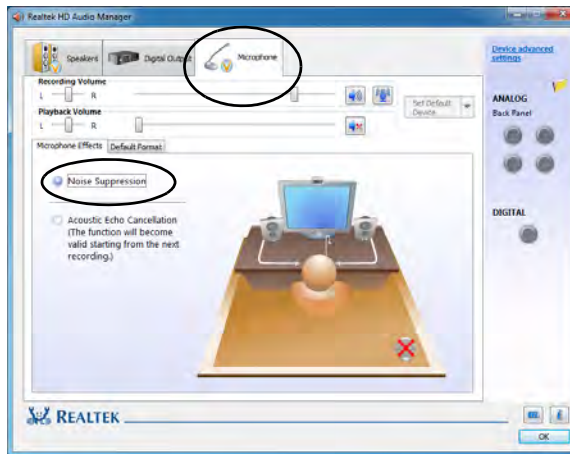 Realtek HD Audio Manager
Speakers
Digital Output
Microphone
Device advanced
settings
Recording Volume
L
R
Set Default
Device
Playback Volume
L
R
ANALOG
Back Panel
Microphone Effects
Default Format
Noise Suppression
Acoustic Echo Cancellation
(The function will become
valid starting from the next
recording.)
DIGITAL
REALTEK
OK